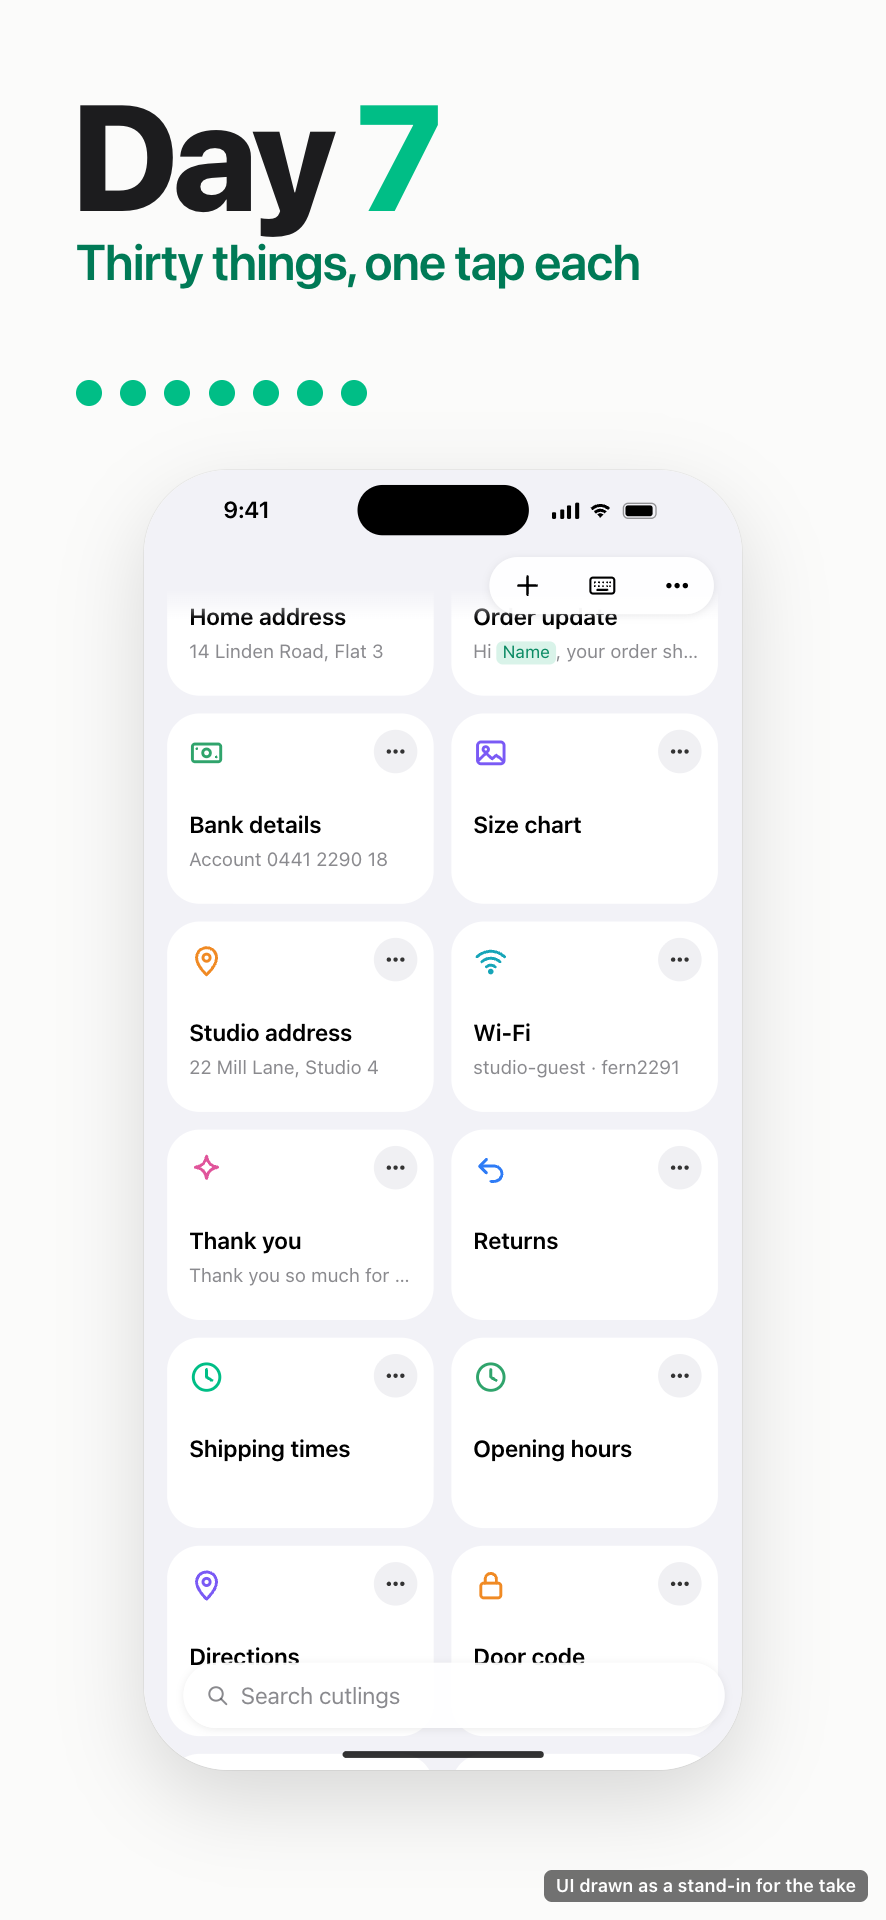 Day 7
Thirty things, one tap each
9:41
Home address
14 Linden Road, Flat 3
Order update
Hi Name, your order sh...
Bank details
Account 0441 2290 18
Size chart
Studio address
22 Mill Lane, Studio 4
Wi-Fi
studio-guest · fern2291
Thank you
Thank you so much for ...
Returns
Shipping times
Opening hours
Directions
Door code
Search cutlings
UI drawn as a stand-in for the take